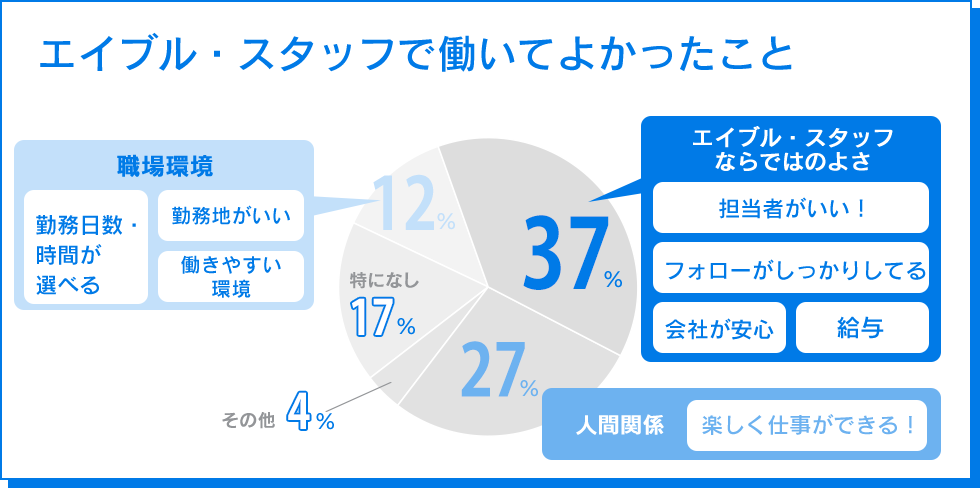 エイブル・スタッフで働いてよかったこと
職場環境
勤務日数・
時間が
選べる
勤務地がいい
働きやすい
環境
12%
エイブル・スタッフ
ならではのよさ
担当者がいい！
フォローがしっかりしてる
会社が安心
給与
37%
特になし
17%
27%
その他 4%
人間関係
楽しく仕事ができる！